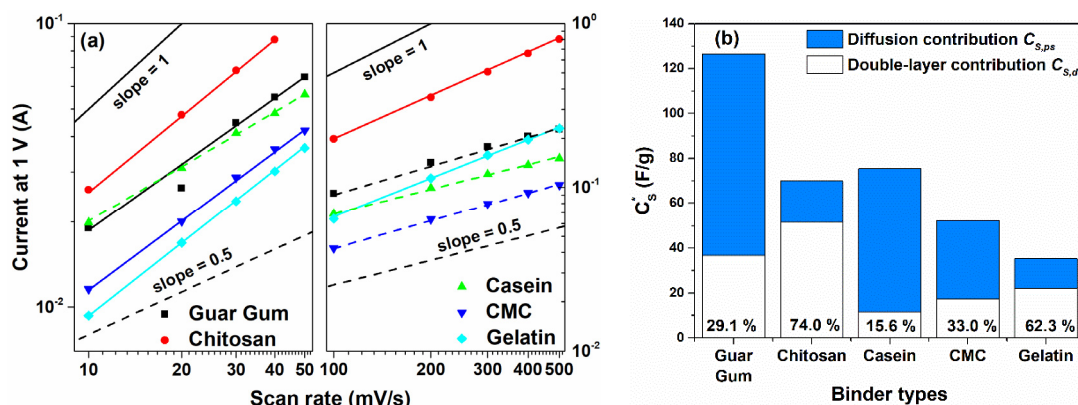 (a)
slope = 1
slope = 1
slope = 0.5
slope = 0.5
Guar Gum
Chitosan
Casein
CMC
Gelatin
Current at 1 V (A)
10⁻¹
10⁻²
10⁰
10⁻¹
10⁻²
10 20 30 40 50
100 200 300 400 500
Scan rate (mV/s)
(b)
Diffusion contribution C_S,ps
Double-layer contribution C_S,d
C*_s (F/g)
140
120
100
80
60
40
20
0
29.1 % 74.0 % 15.6 % 33.0 % 62.3 %
Guar Gum Chitosan Casein CMC Gelatin
Binder types